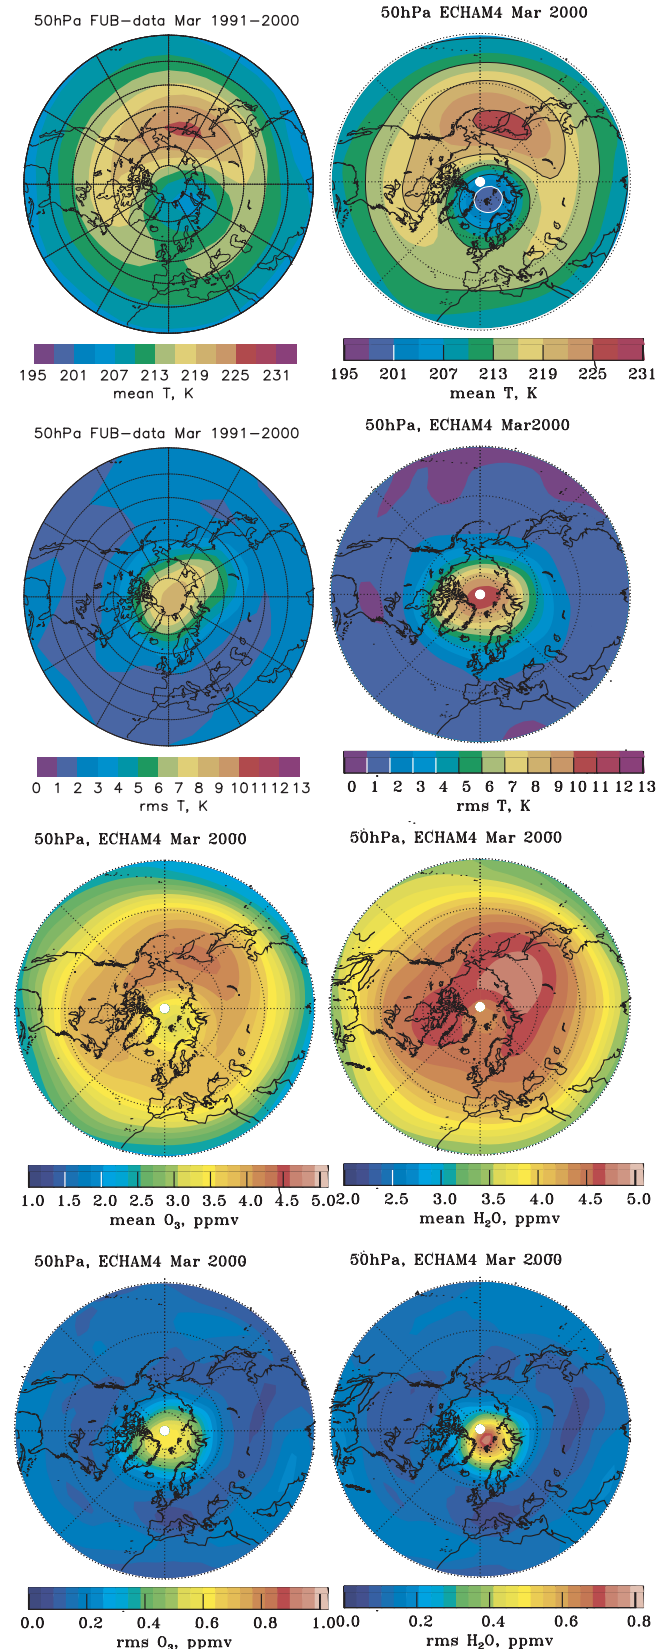 50hPa FUB-data Mar 1991-2000
50hPa ECHAM4 Mar 2000
195 201 207 213 219 225 231
mean T, K
195 201 207 213 219 225 231
mean T, K
50hPa FUB-data Mar 1991-2000
50hPa, ECHAM4 Mar2000
0 1 2 3 4 5 6 7 8 9 10 11 12 13
rms T, K
0 1 2 3 4 5 6 7 8 9 10 11 12 13
rms T, K
50hPa, ECHAM4 Mar 2000
50hPa, ECHAM4 Mar 2000
1.0 1.5 2.0 2.5 3.0 3.5 4.0 4.5 5.0
mean O₃, ppmv
2.0 2.5 3.0 3.5 4.0 4.5 5.0
mean H₂O, ppmv
50hPa, ECHAM4 Mar 2000
50hPa, ECHAM4 Mar 2000
0.0 0.2 0.4 0.6 0.8 1.0
rms O₃, ppmv
0.0 0.2 0.4 0.6 0.8
rms H₂O, ppmv